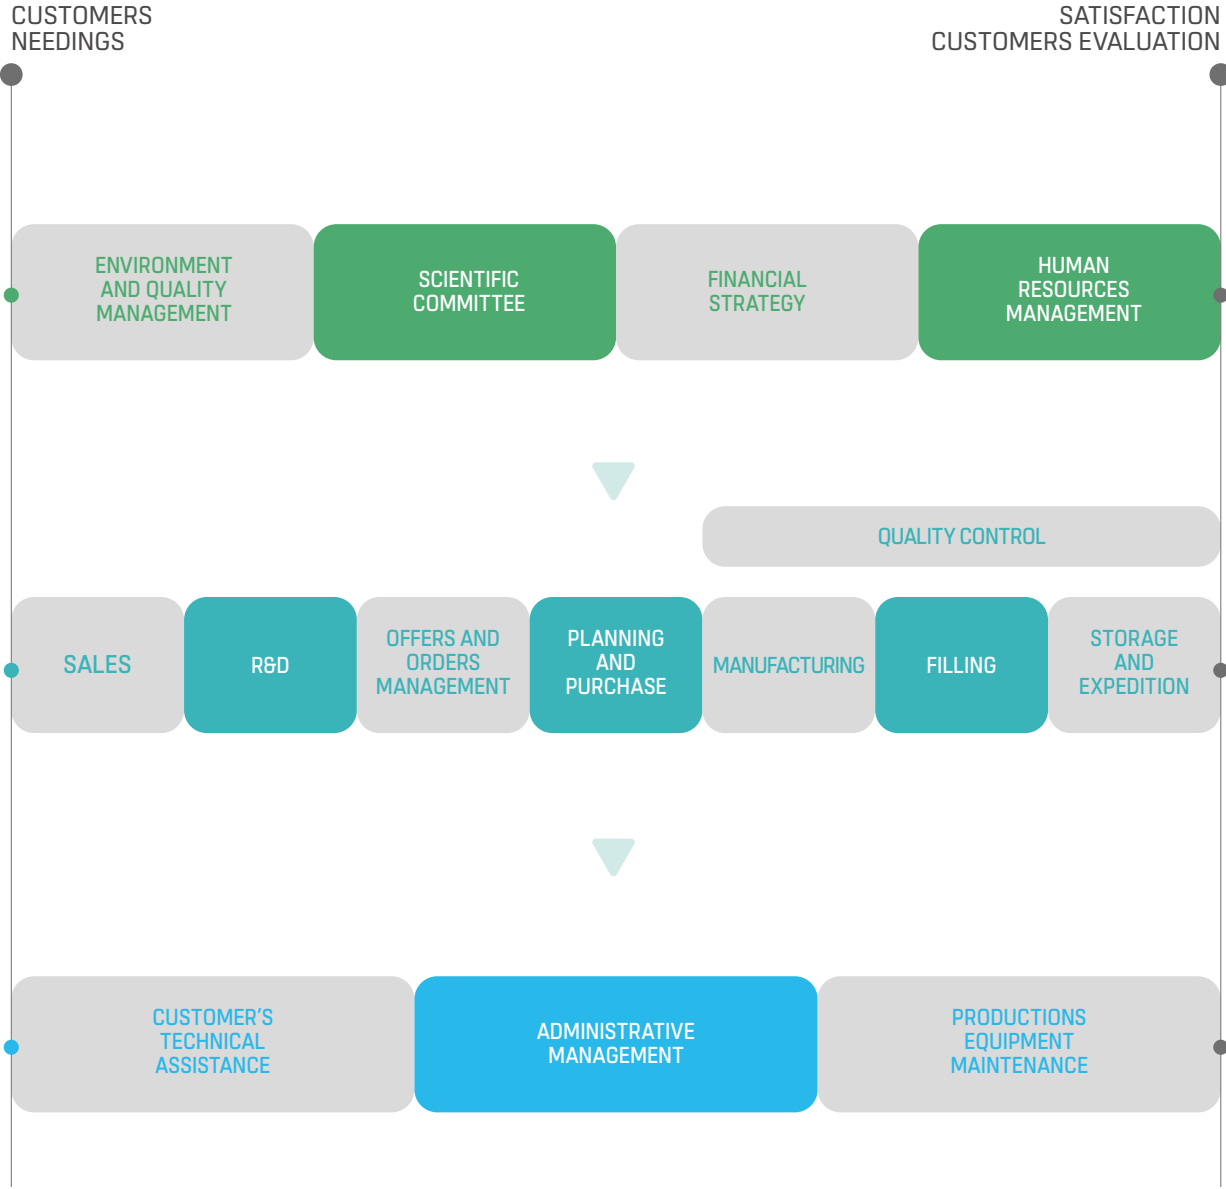 CUSTOMERS
NEEDINGS
SATISFACTION
CUSTOMERS EVALUATION
ENVIRONMENT
AND QUALITY
MANAGEMENT
SCIENTIFIC
COMMITTEE
FINANCIAL
STRATEGY
HUMAN
RESOURCES
MANAGEMENT
QUALITY CONTROL
SALES
R&D
OFFERS AND
ORDERS
MANAGEMENT
PLANNING
AND
PURCHASE
MANUFACTURING
FILLING
STORAGE
AND
EXPEDITION
CUSTOMER'S
TECHNICAL
ASSISTANCE
ADMINISTRATIVE
MANAGEMENT
PRODUCTIONS
EQUIPMENT
MAINTENANCE